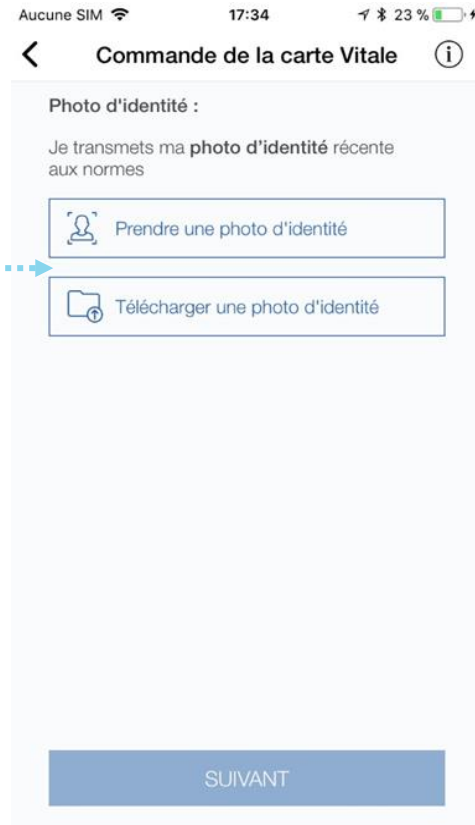 Aucune SIM 17:34 23 %
Commande de la carte Vitale
Photo d'identité :
Je transmets ma photo d'identité récente
aux normes
Prendre une photo d'identité
Télécharger une photo d'identité
SUIVANT